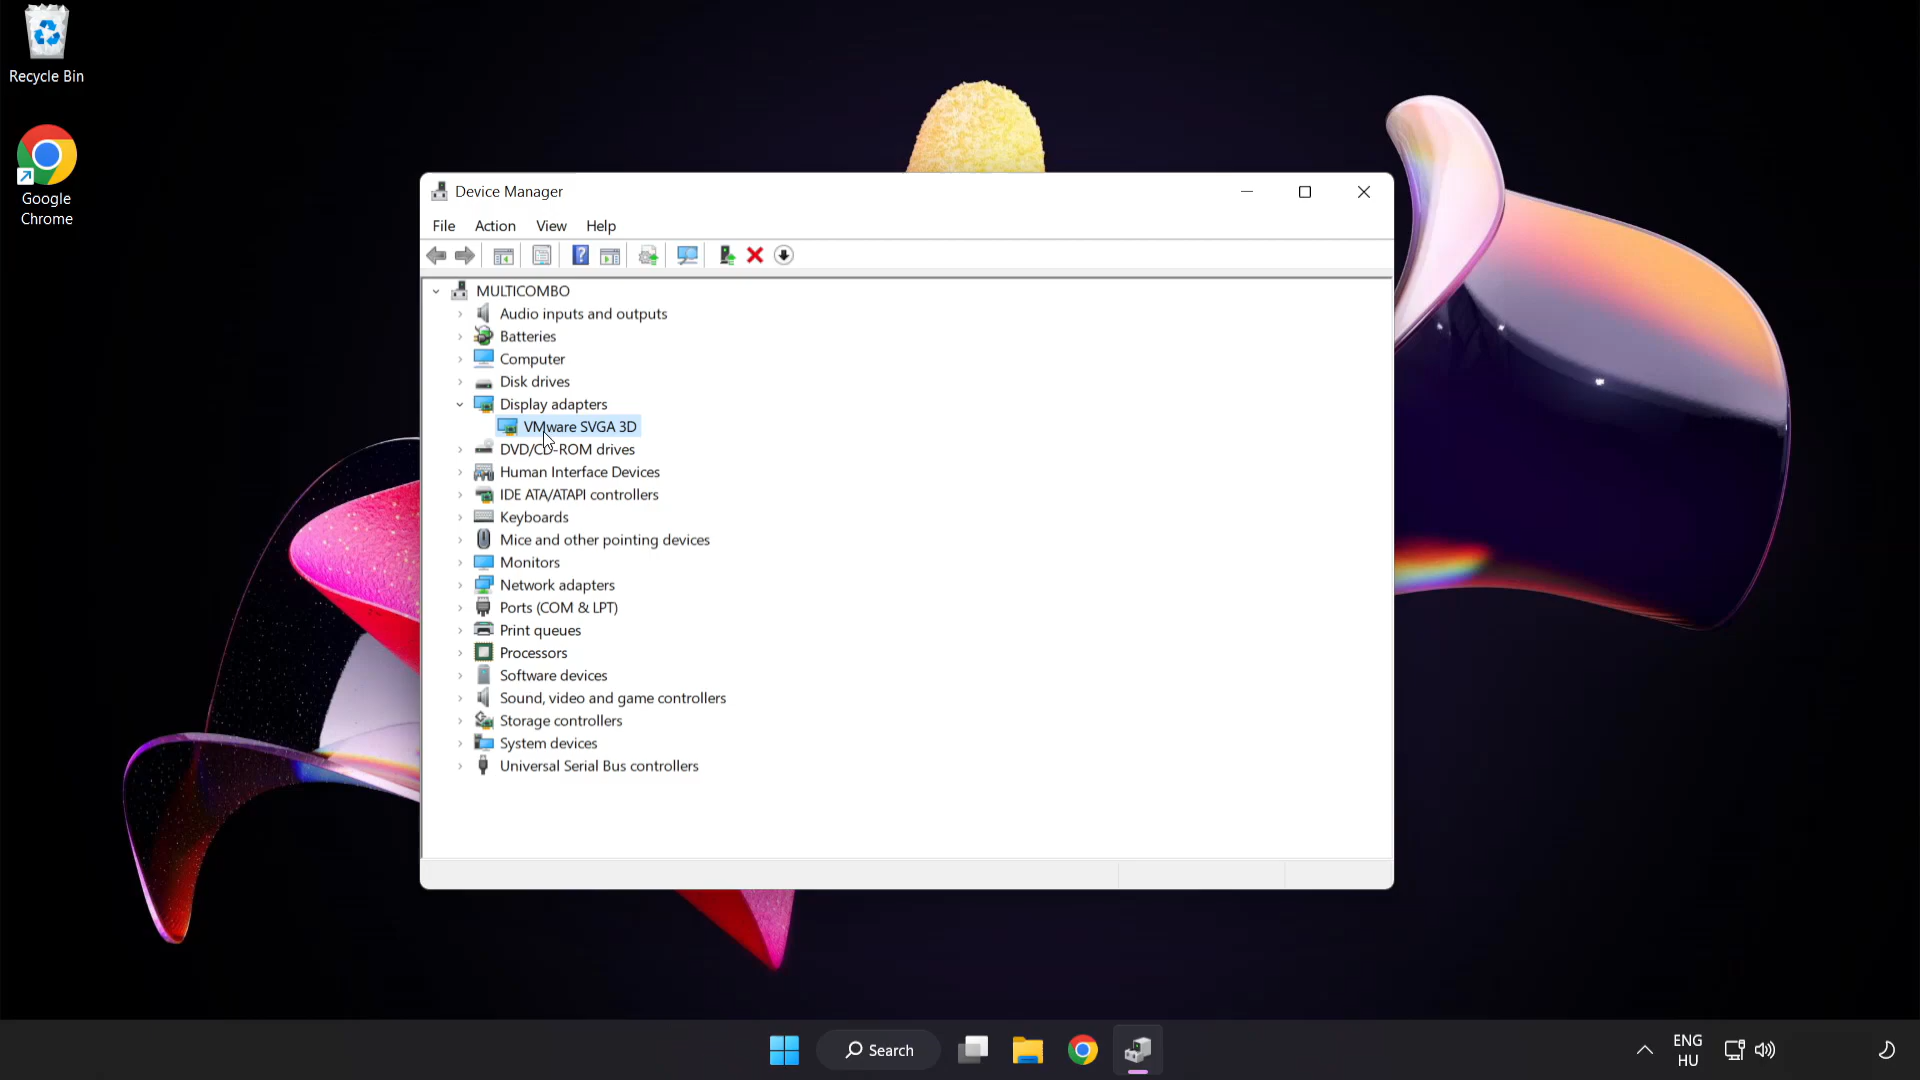 Recycle Bin
Google
Chrome
Device Manager
File Action View Help
MULTICOMBO
Audio inputs and outputs
Batteries
Computer
Disk drives
Display adapters
VMware SVGA 3D
DVD/CD-ROM drives
Human Interface Devices
IDE ATA/ATAPI controllers
Keyboards
Mice and other pointing devices
Monitors
Network adapters
Ports (COM & LPT)
Print queues
Processors
Software devices
Sound, video and game controllers
Storage controllers
System devices
Universal Serial Bus controllers
Search
ENG
HU